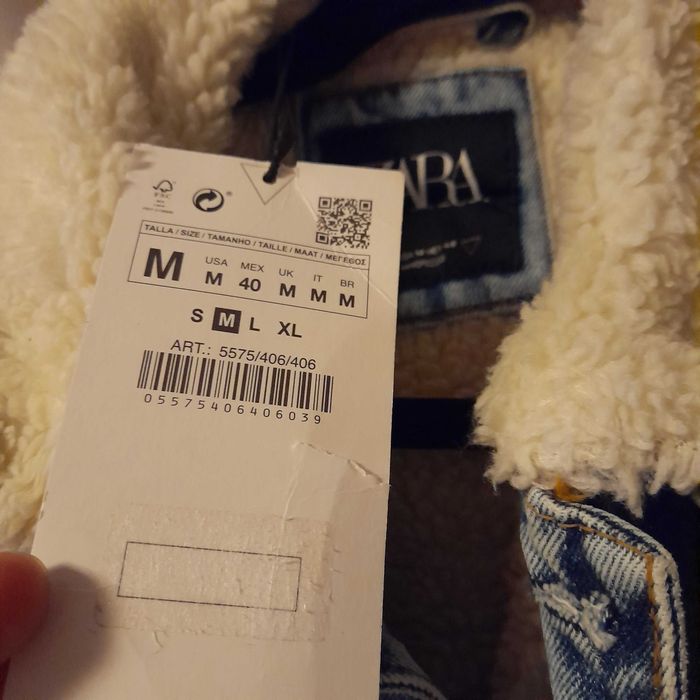 ZARA
FSC
TALLA / SIZE / TAMANHO / TAILLE / MAAT / ΜΕΓΕΘΟΣ
M
USA MEX UK IT BR
M 40 M M M
S M L XL
ART.: 5575/406/406
05575406406039